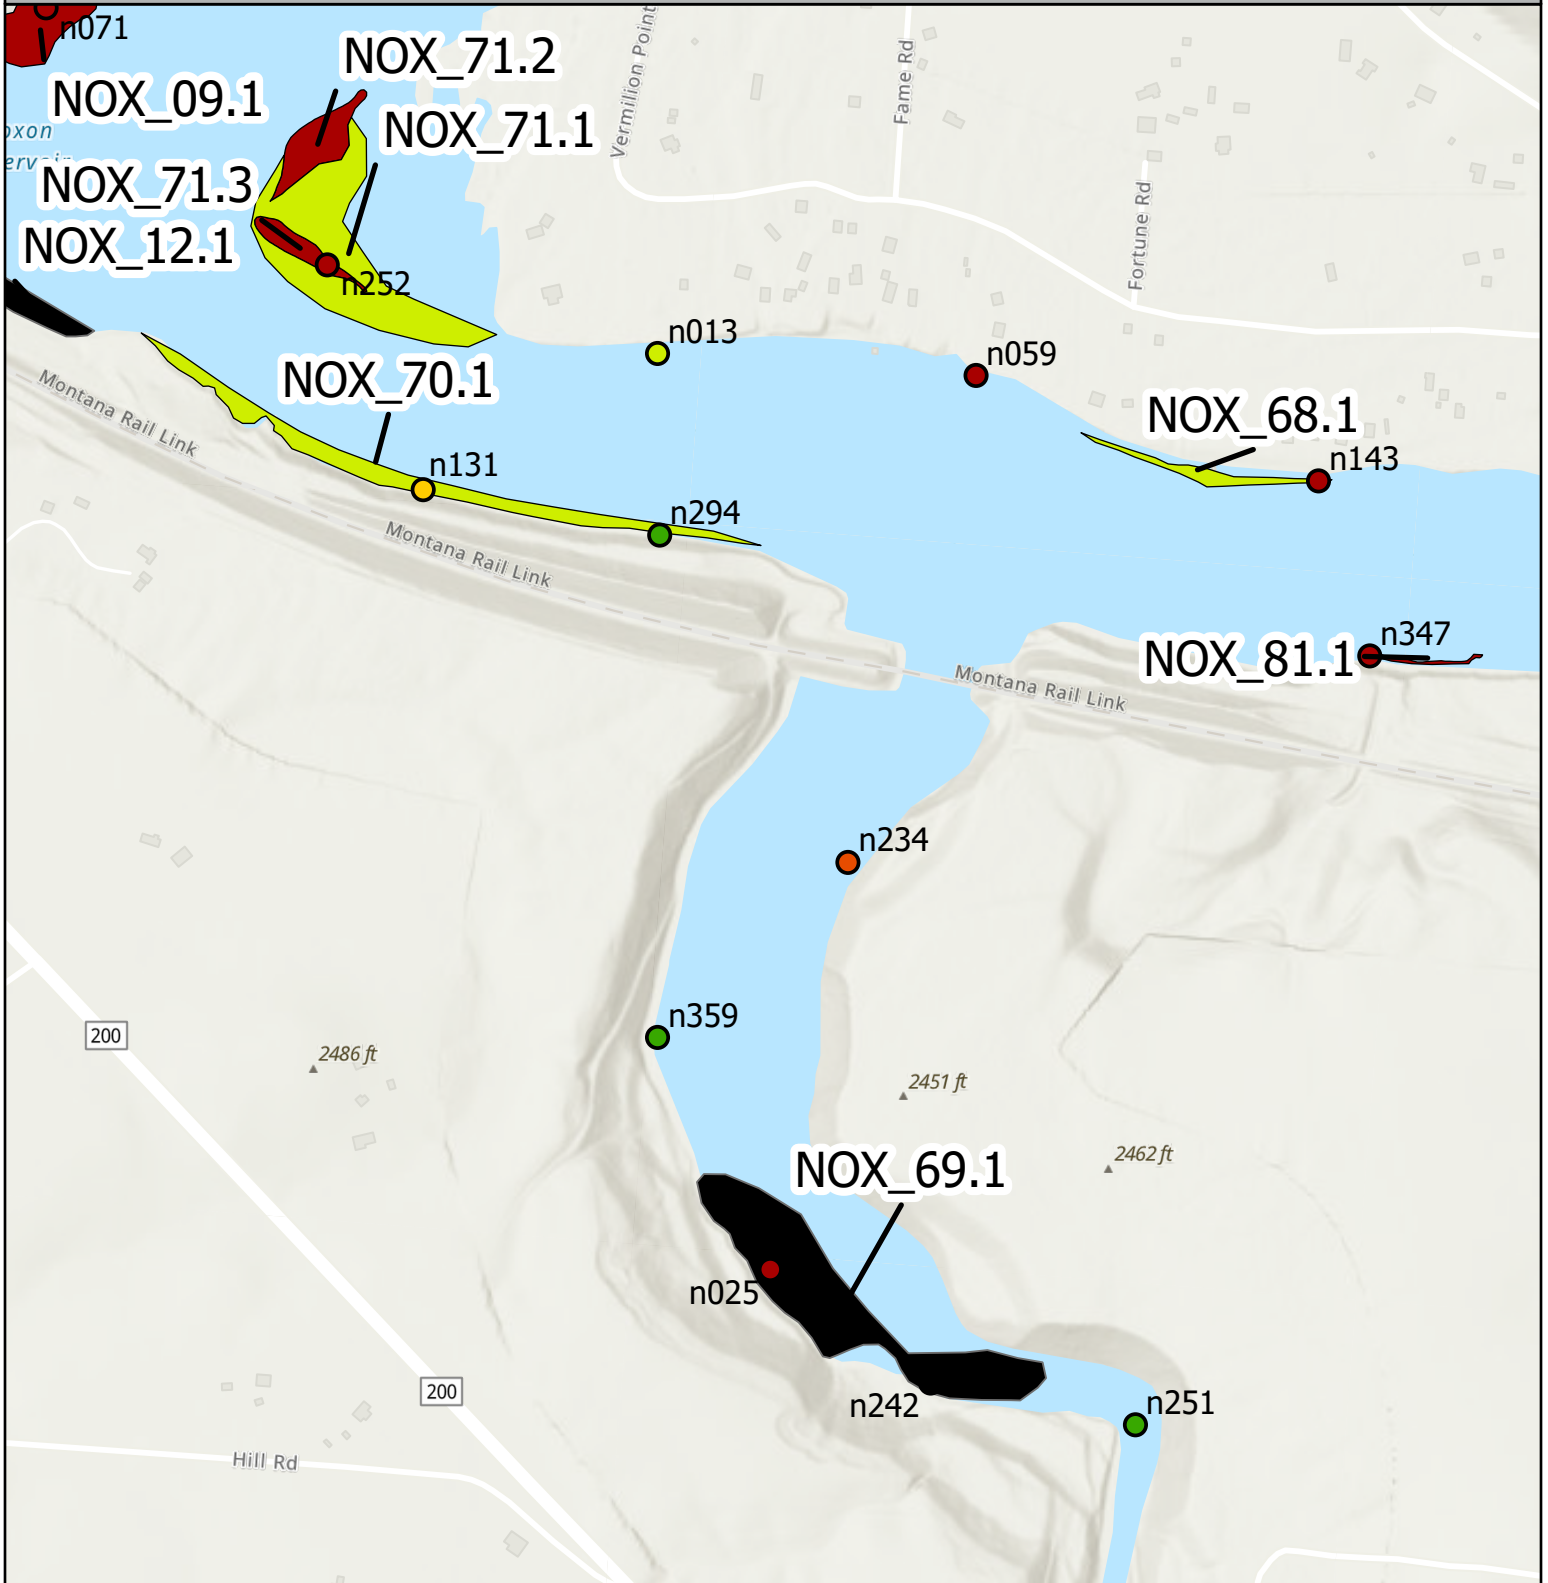 n071
NOX_71.2
NOX_09.1
NOX_71.1
NOX_71.3
NOX_12.1
n252
Vermilion Point
Fame Rd
Fortune Rd
n013
n059
NOX_70.1
NOX_68.1
Montana Rail Link
n131
n143
n294
Montana Rail Link
n347
NOX_81.1
Montana Rail Link
n234
n359
200
2486 ft
2451 ft
2462 ft
NOX_69.1
n025
200
n242
n251
Hill Rd